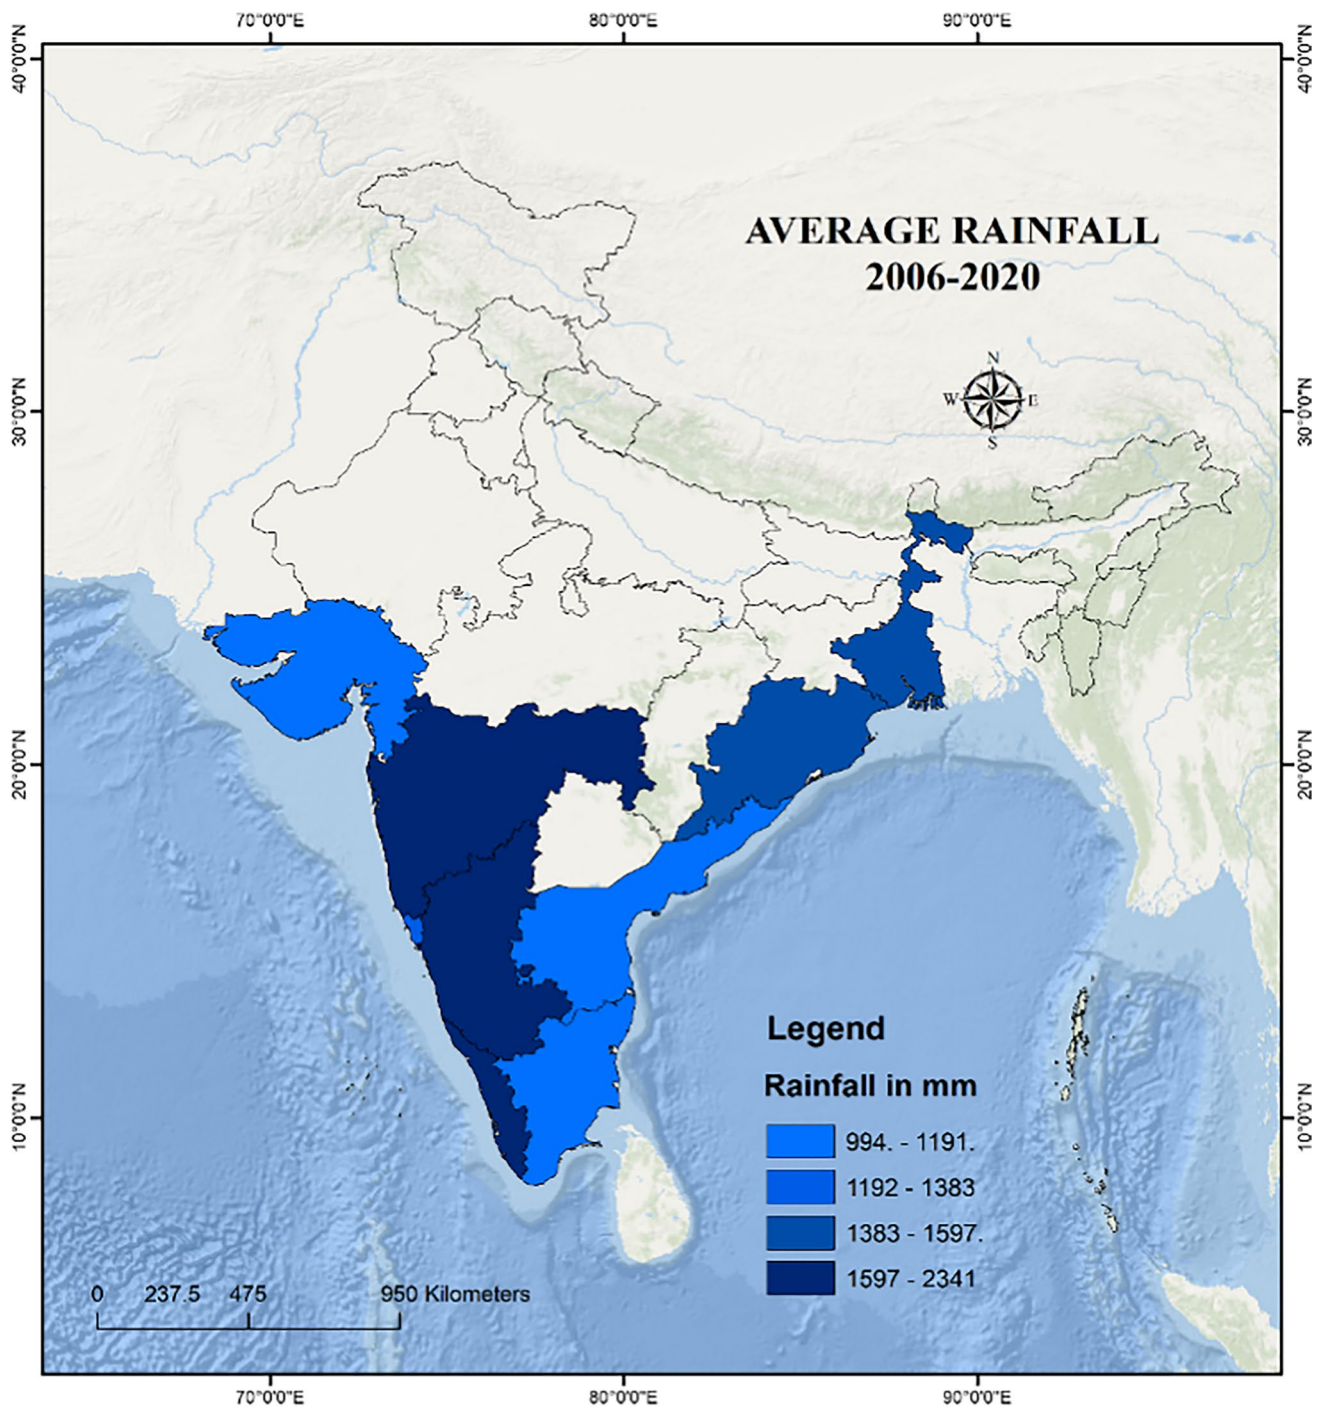 70°0'0"E 80°0'0"E 90°0'0"E
40°0'0"N 40°0'0"N
AVERAGE RAINFALL
2006-2020
N
W E
S
30°0'0"N 30°0'0"N
20°0'0"N 20°0'0"N
Legend
Rainfall in mm
10°0'0"N 10°0'0"N
994. - 1191.
1192 - 1383
1383 - 1597.
1597 - 2341
0 237.5 475 950 Kilometers
70°0'0"E 80°0'0"E 90°0'0"E